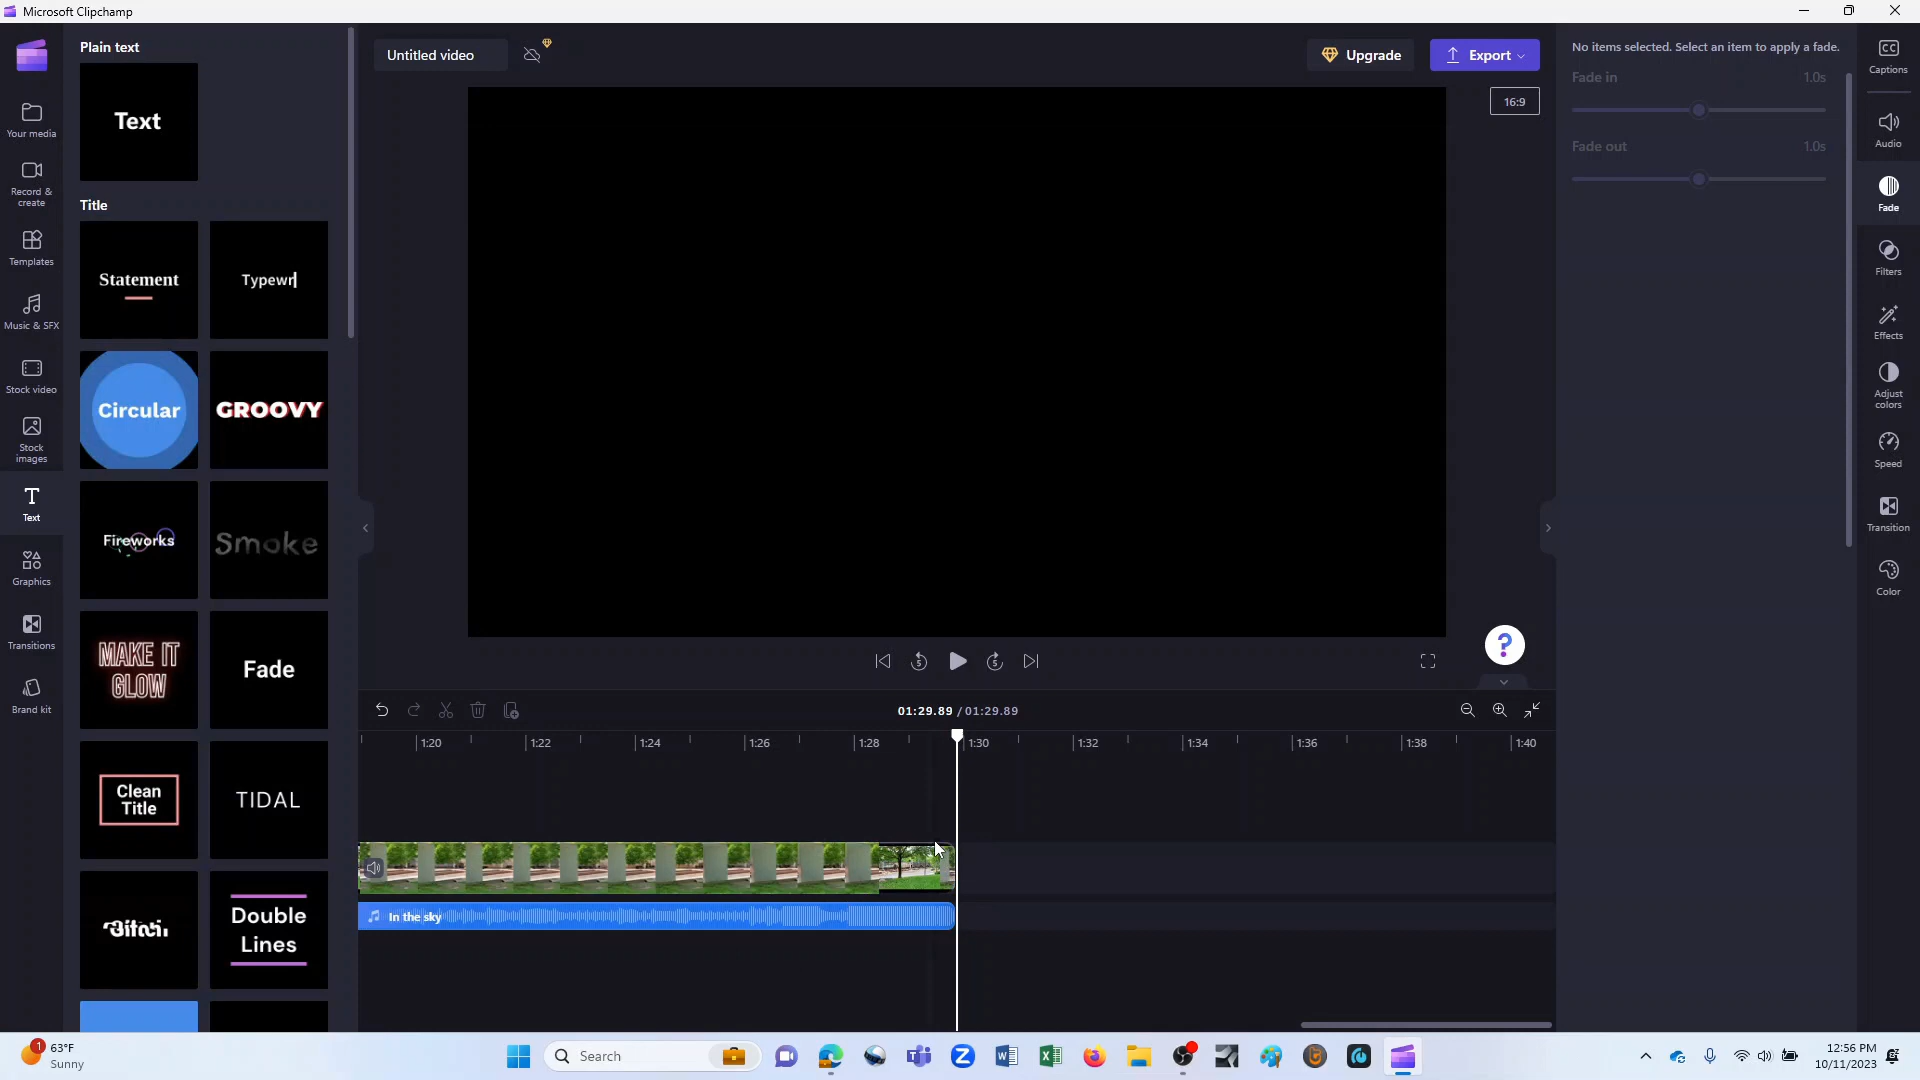 Microsoft Clipchamp
Plain text
Text
Title
Statement
Typewr
Circular
GROOVY
Fireworks
Smoke
MAKE IT
GLOW
Fade
Clean
Title
TIDAL
Glitch
Double
Lines
Your media
Record &
create
Templates
Music & SFX
Stock video
Stock
images
Text
Graphics
Transitions
Brand kit
Untitled video
Upgrade
Export
16:9
5
5
?
01:29.89 / 01:29.89
1:20
1:22
1:24
1:26
1:28
1:30
1:32
1:34
1:36
1:38
1:40
In the sky
No items selected. Select an item to apply a fade.
Fade in
1.0s
Fade out
1.0s
CC
Captions
Audio
Fade
Filters
Effects
Adjust
colors
Speed
Transition
Color
1
63°F
Sunny
Search
12:56 PM
10/11/2023